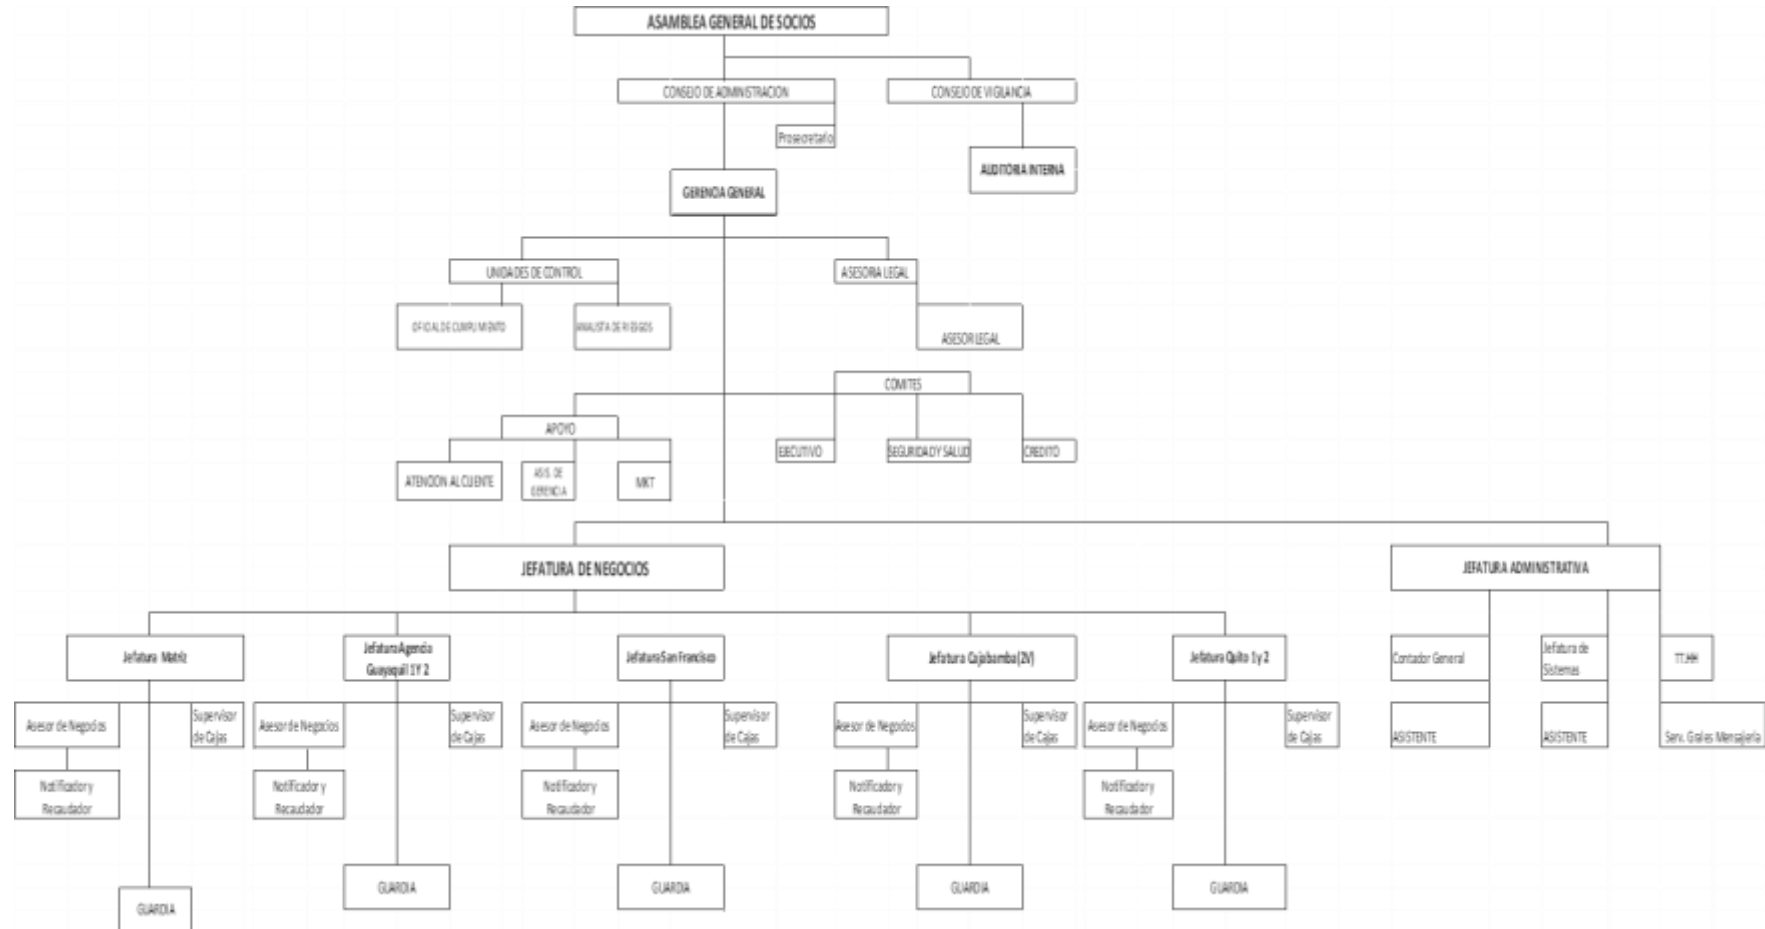 ASAMBLEA GENERAL DE SOCIOS
CONSEJO DE ADMINISTRACION
CONSEJO DE VIGILANCIA
Prosecretario
AUDITORIA INTERNA
GERENCIA GENERAL
UNIDADES DE CONTROL
ASESORIA LEGAL
OFICIAL DE CUMPLIMIENTO
ANALISTA DE RIESGOS
ASESOR LEGAL
COMITES
APOYO
EJECUTIVO
SEGURIDAD Y SALUD
CREDITO
ATENCION AL CLIENTE
ASIS. DE
GERENCIA
MKT
JEFATURA DE NEGOCIOS
JEFATURA ADMINISTRATIVA
Jefatura Matriz
Jefatura Agencia
Guayaquil 1 Y 2
Jefatura San Francisco
Jefatura Cajabamba (2V)
Jefatura Quito 1 y 2
Contador General
Jefatura de
Sistemas
TT.HH
Asesor de Negocios
Supervisor
de Cajas
Asesor de Negocios
Supervisor
de Cajas
Asesor de Negocios
Supervisor
de Cajas
Asesor de Negocios
Supervisor
de Cajas
Asesor de Negocios
Supervisor
de Cajas
ASISTENTE
ASISTENTE
Serv. Grales Mensajeria
Notificador y
Recaudador
Notificador y
Recaudador
Notificador y
Recaudador
Notificador y
Recaudador
Notificador y
Recaudador
GUARDIA
GUARDIA
GUARDIA
GUARDIA
GUARDIA